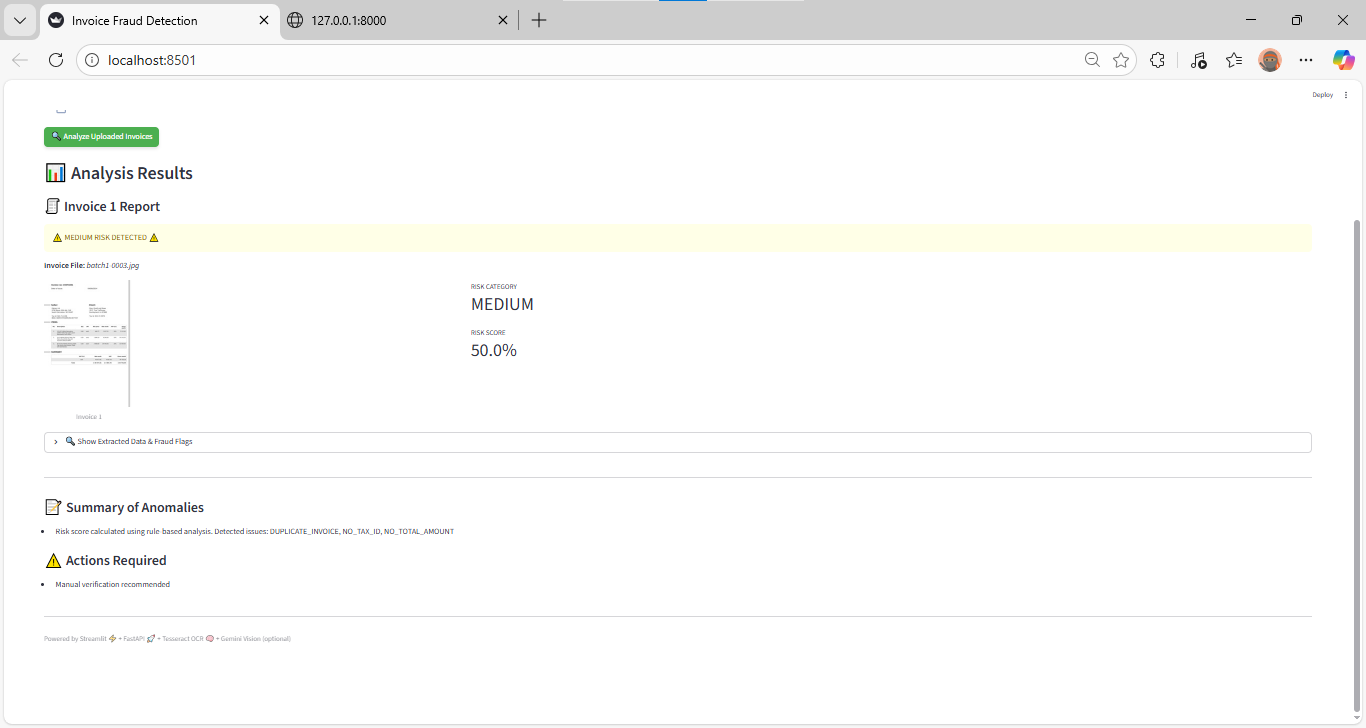 Invoice Fraud Detection
127.0.0.1:8000
localhost:8501
Deploy
🔍 Analyze Uploaded Invoices
📊 Analysis Results
Invoice 1 Report
⚠ MEDIUM RISK DETECTED ⚠
Invoice File: batch1-0003.jpg
RISK CATEGORY
MEDIUM
RISK SCORE
50.0%
Invoice 1
🔍 Show Extracted Data & Fraud Flags
📝 Summary of Anomalies
• Risk score calculated using rule-based analysis. Detected issues: DUPLICATE_INVOICE, NO_TAX_ID, NO_TOTAL_AMOUNT
⚠ Actions Required
• Manual verification recommended
Powered by Streamlit ⚡ • FastAPI 🚀 • Tesseract OCR 🧠 • Gemini Vision (optional)